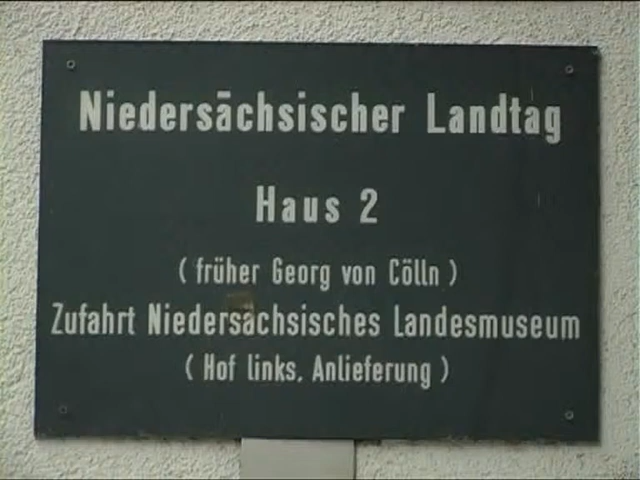 Niedersächsischer Landtag
Haus 2
( früher Georg von Cölln )
Zufahrt Niedersächsisches Landesmuseum
( Hof links, Anlieferung )